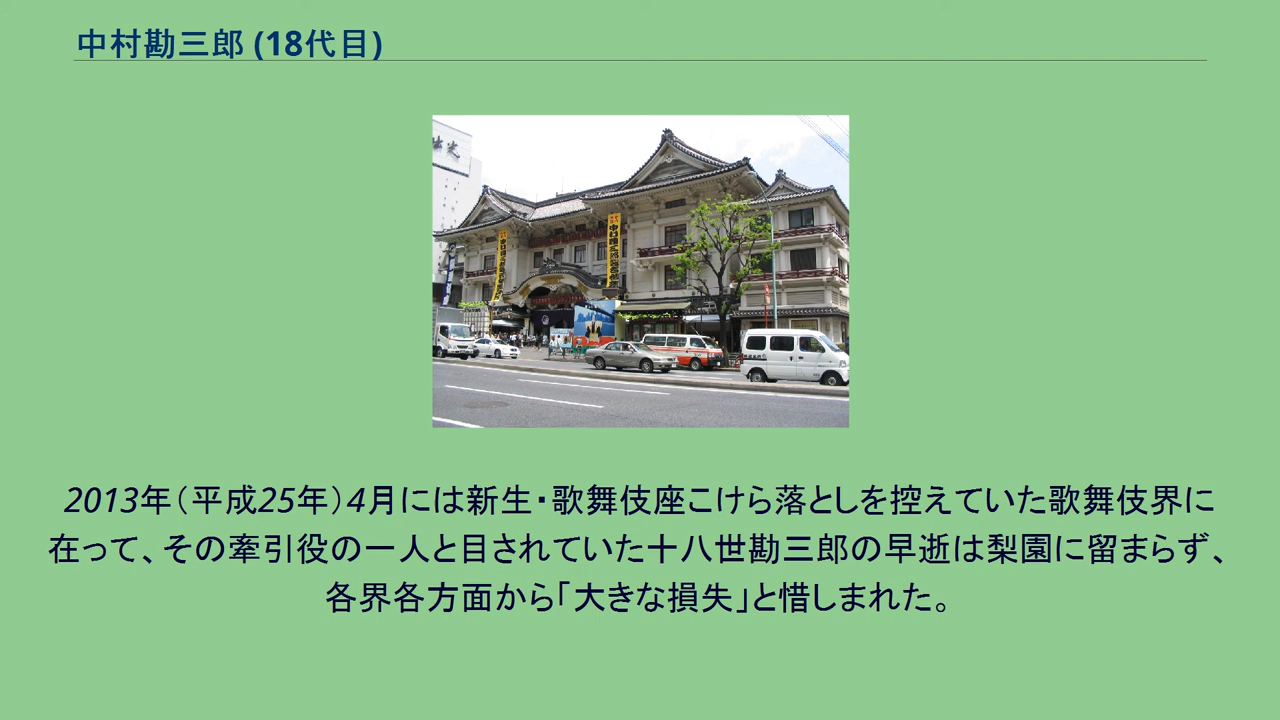 中村勘三郎 (18代目)
2013年（平成25年）4月には新生・歌舞伎座こけら落としを控えていた歌舞伎界に
在って、その牽引役の一人と目されていた十八世勘三郎の早逝は梨園に留まらず、
各界各方面から「大きな損失」と惜しまれた。